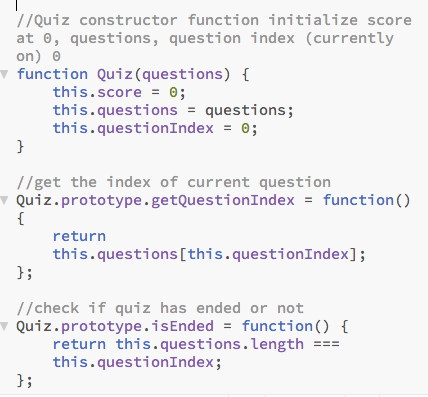 //Quiz constructor function initialize score
at 0, questions, question index (currently
on) 0
function Quiz(questions) {
    this.score = 0;
    this.questions = questions;
    this.questionIndex = 0;
}

//get the index of current question
Quiz.prototype.getQuestionIndex = function()
{
    return
    this.questions[this.questionIndex];
};

//check if quiz has ended or not
Quiz.prototype.isEnded = function() {
    return this.questions.length ===
    this.questionIndex;
};